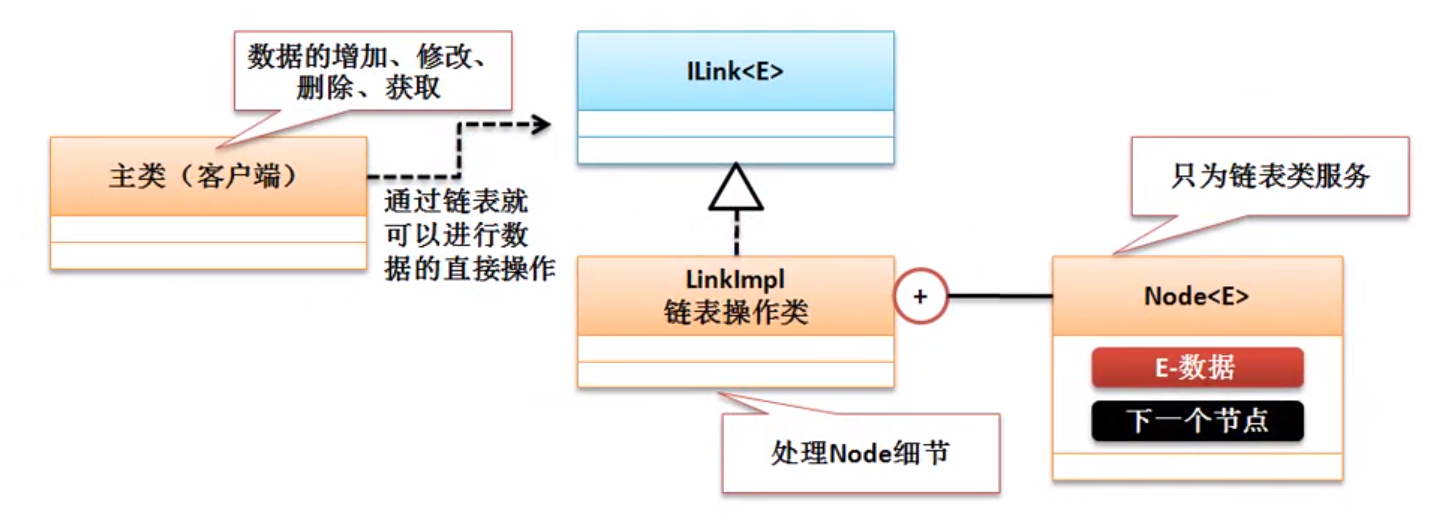 数据的增加、修改、
删除、获取
ILink<E>
主类（客户端）
通过链表就
可以进行数
据的直接操作
只为链表类服务
LinkImpl
链表操作类
+
Node<E>
E-数据
下一个节点
处理Node细节